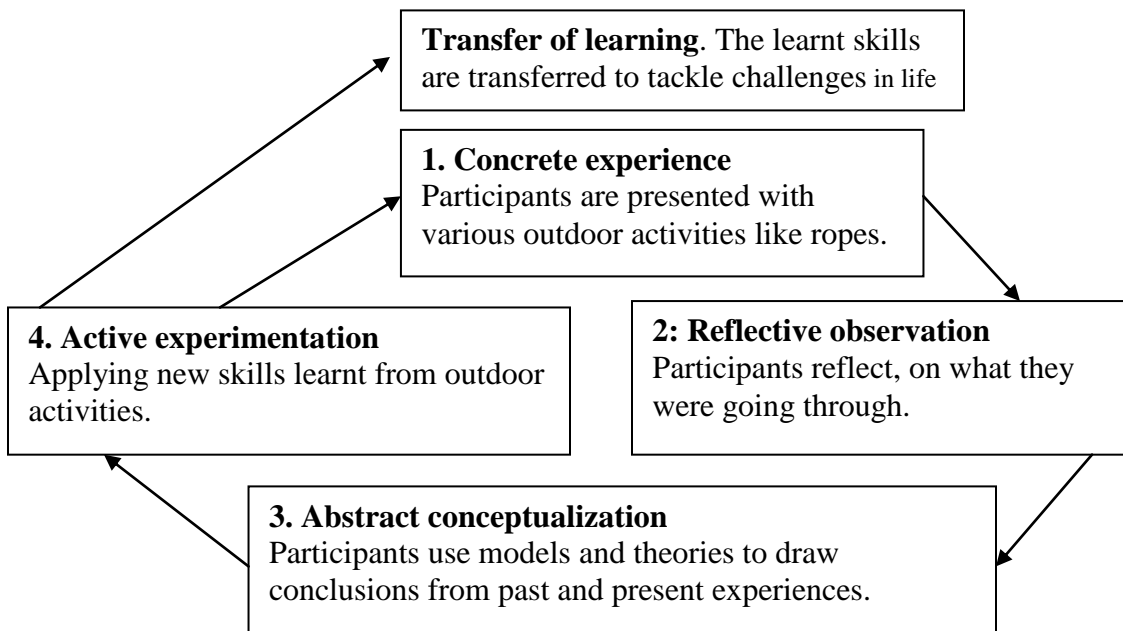 Transfer of learning. The learnt skills
are transferred to tackle challenges in life
1. Concrete experience
Participants are presented with
various outdoor activities like ropes.
2: Reflective observation
Participants reflect, on what they
were going through.
3. Abstract conceptualization
Participants use models and theories to draw
conclusions from past and present experiences.
4. Active experimentation
Applying new skills learnt from outdoor
activities.